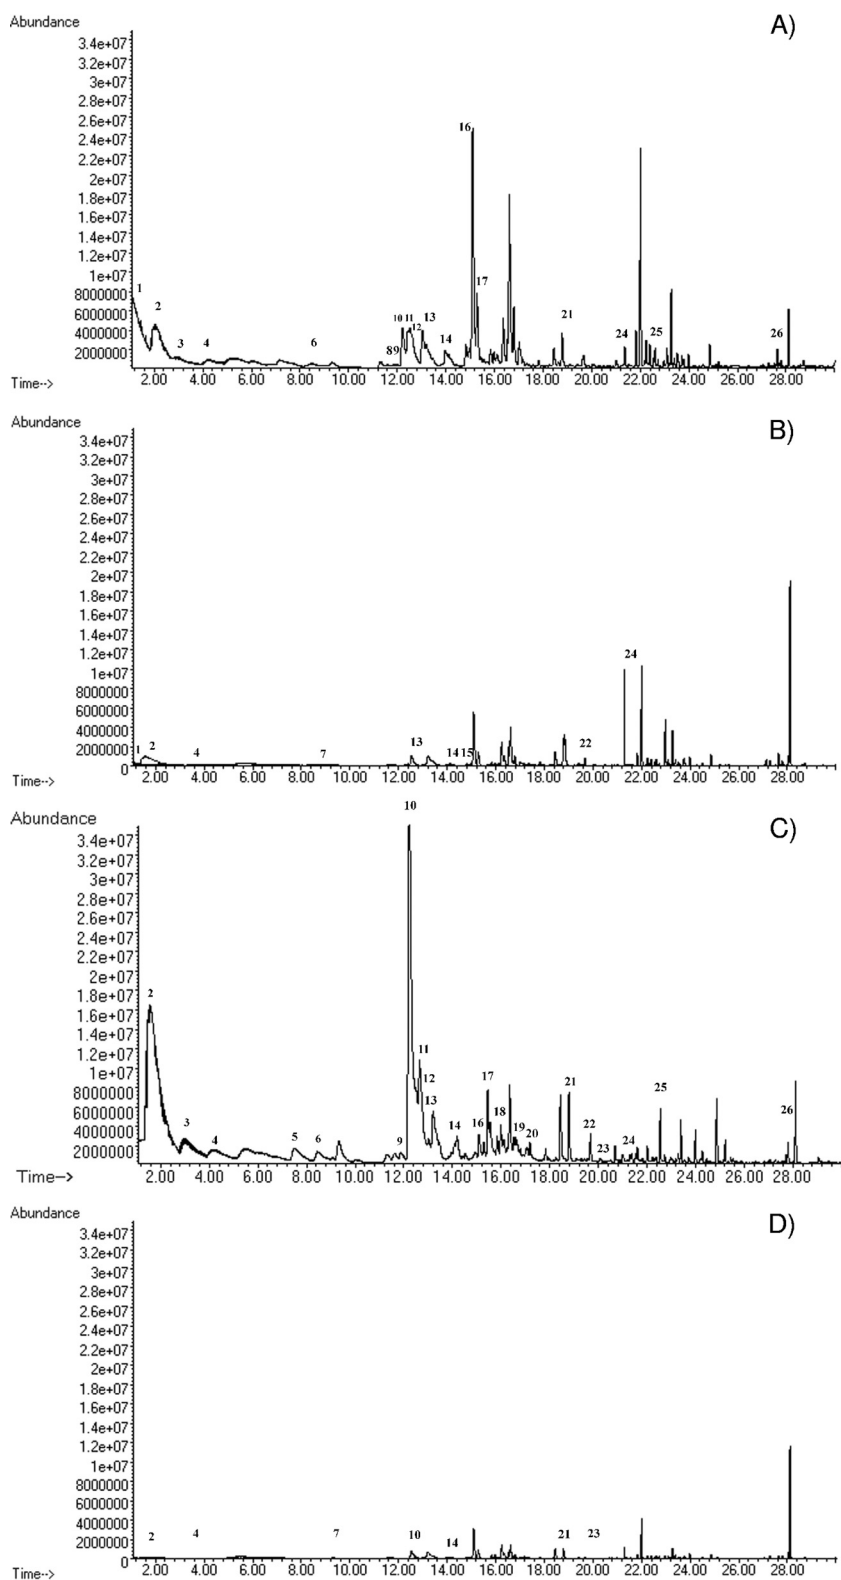 Abundance
A)
3.4e+07
3.2e+07
3e+07
2.8e+07
2.6e+07
2.4e+07
2.2e+07
2e+07
1.8e+07
1.6e+07
1.4e+07
1.2e+07
1e+07
8000000
6000000
4000000
2000000
1 2 3 4 6 8 9 10 11 12 13 14 16 17 21 24 25 26
2.00 4.00 6.00 8.00 10.00 12.00 14.00 16.00 18.00 20.00 22.00 24.00 26.00 28.00
Time-->
Abundance
B)
3.4e+07
3.2e+07
3e+07
2.8e+07
2.6e+07
2.4e+07
2.2e+07
2e+07
1.8e+07
1.6e+07
1.4e+07
1.2e+07
1e+07
8000000
6000000
4000000
2000000
0
1 2 4 7 13 14 15 22 24
2.00 4.00 6.00 8.00 10.00 12.00 14.00 16.00 18.00 20.00 22.00 24.00 26.00 28.00
Time-->
Abundance
C)
3.4e+07
3.2e+07
3e+07
2.8e+07
2.6e+07
2.4e+07
2.2e+07
2e+07
1.8e+07
1.6e+07
1.4e+07
1.2e+07
1e+07
8000000
6000000
4000000
2000000
2 3 4 5 6 9 10 11 12 13 14 16 17 18 19 20 21 22 23 24 25 26
2.00 4.00 6.00 8.00 10.00 12.00 14.00 16.00 18.00 20.00 22.00 24.00 26.00 28.00
Time-->
Abundance
D)
3.4e+07
3.2e+07
3e+07
2.8e+07
2.6e+07
2.4e+07
2.2e+07
2e+07
1.8e+07
1.6e+07
1.4e+07
1.2e+07
1e+07
8000000
6000000
4000000
2000000
0
2 4 7 10 14 21 23
2.00 4.00 6.00 8.00 10.00 12.00 14.00 16.00 18.00 20.00 22.00 24.00 26.00 28.00
Time-->